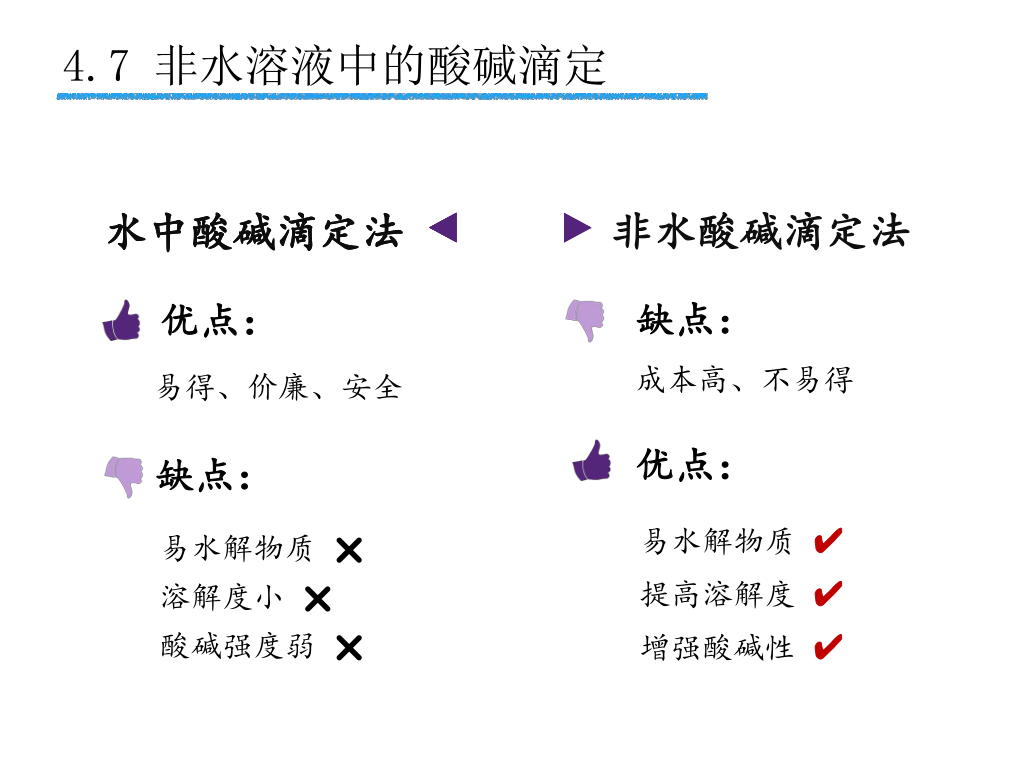 4.7 非水溶液中的酸碱滴定
水中酸碱滴定法
优点：
易得、价廉、安全
缺点：
易水解物质
溶解度小
酸碱强度弱
非水酸碱滴定法
缺点：
成本高、不易得
优点：
易水解物质
提高溶解度
增强酸碱性